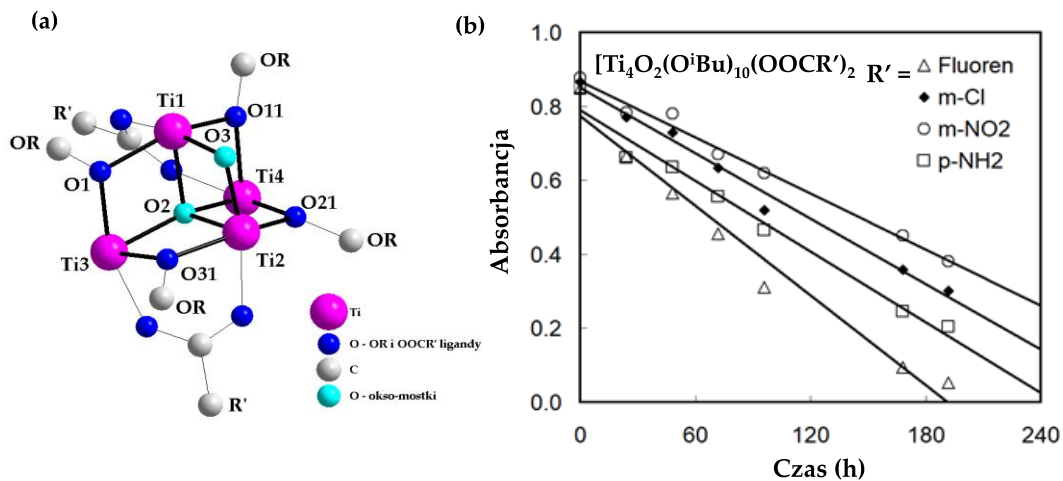 (a)
OR
Ti1
O11
R'
O3
OR
O1
Ti4
O2
O21
OR
Ti3
O31
Ti2
OR
R'
Ti
O - OR i OOCR' ligandy
C
O - okso-mostki
(b)
[Ti₄O₂(OⁱBu)₁₀(OOCR′)₂ R′ =
Fluoren
m-Cl
m-NO2
p-NH2
Absorbancja
1.0
0.8
0.6
0.4
0.2
0.0
0 60 120 180 240
Czas (h)